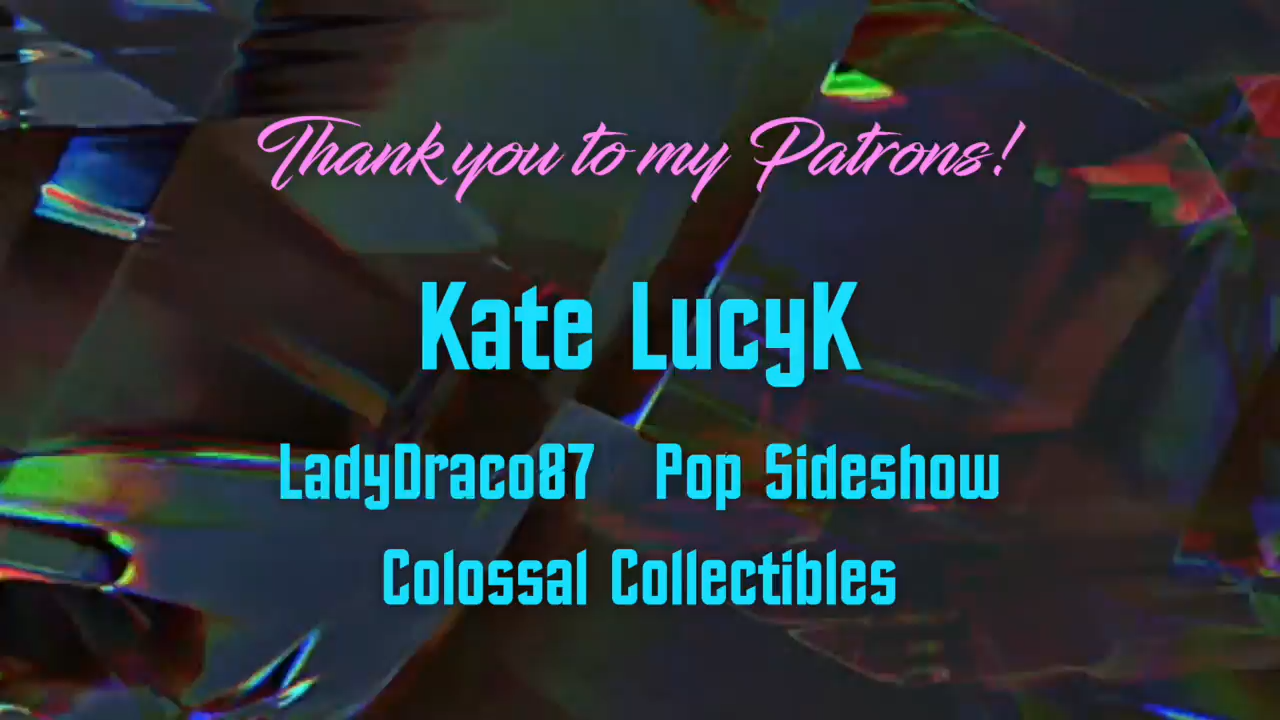 Thank you to my Patrons!
Kate LucyK
LadyDraco87 Pop Sideshow
Colossal Collectibles